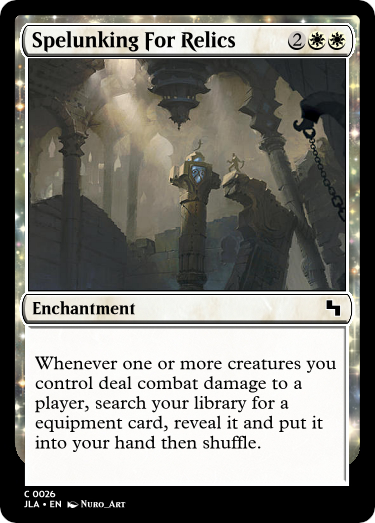 Spelunking For Relics 2
Enchantment
Whenever one or more creatures you
control deal combat damage to a
player, search your library for a
equipment card, reveal it and put it
into your hand then shuffle.
C 0026
JLA • EN Nuro_Art